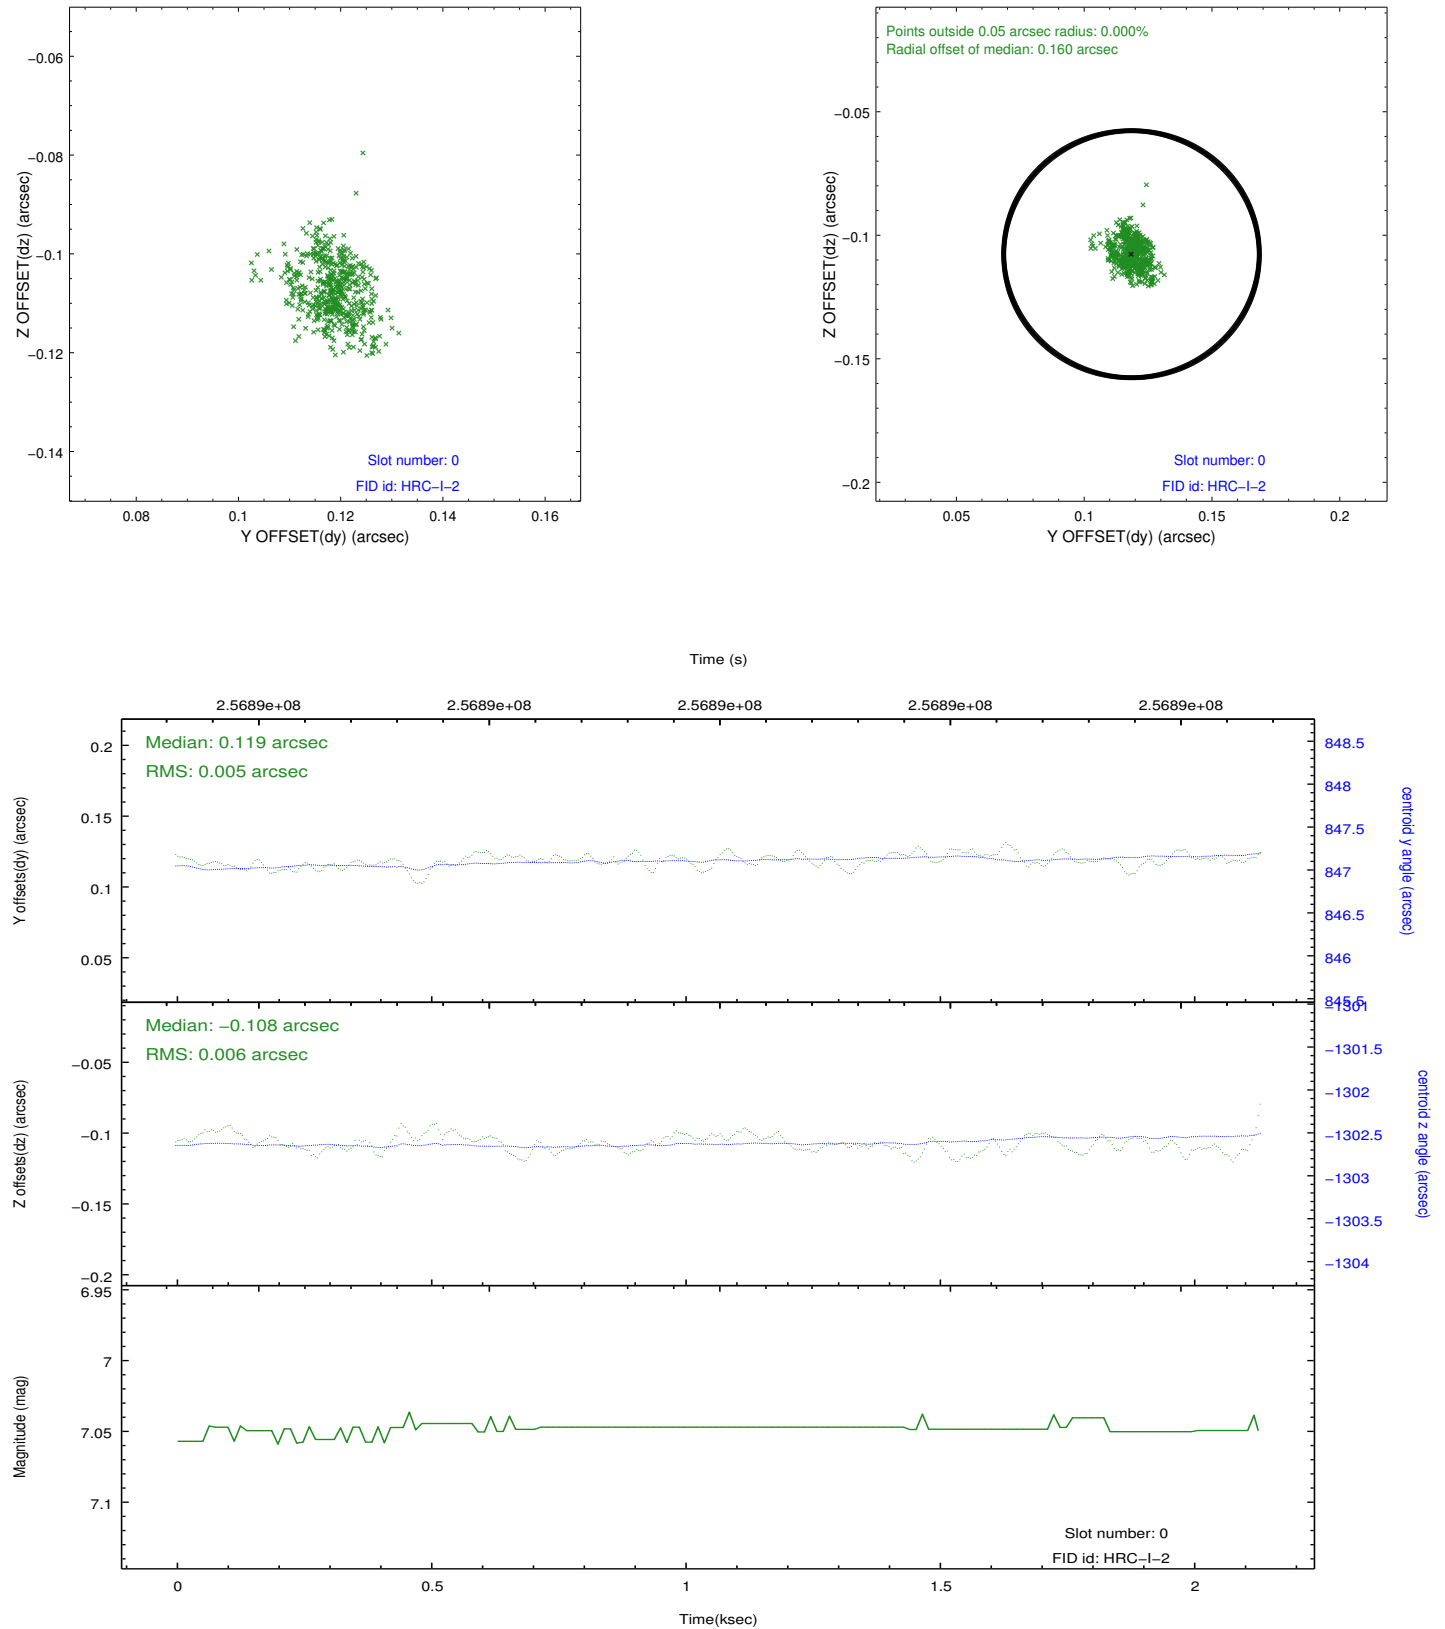 −0.06
−0.08
−0.1
−0.12
−0.14
Z OFFSET(dz) (arcsec)
Slot number: 0
FID id: HRC−I−2
0.08 0.1 0.12 0.14 0.16
Y OFFSET(dy) (arcsec)
Points outside 0.05 arcsec radius: 0.000%
Radial offset of median: 0.160 arcsec
−0.05
−0.1
−0.15
−0.2
Z OFFSET(dz) (arcsec)
Slot number: 0
FID id: HRC−I−2
0.05 0.1 0.15 0.2
Y OFFSET(dy) (arcsec)
Time (s)
2.5689e+08 2.5689e+08 2.5689e+08 2.5689e+08 2.5689e+08
Median: 0.119 arcsec
RMS: 0.005 arcsec
0.2
0.15
0.1
0.05
Y offsets(dy) (arcsec)
848.5
848
847.5
847
846.5
846
845.5
centroid y angle (arcsec)
Median: −0.108 arcsec
RMS: 0.006 arcsec
−0.05
−0.1
−0.15
−0.2
Z offsets(dz) (arcsec)
−1301
−1301.5
−1302
−1302.5
−1303
−1303.5
−1304
centroid z angle (arcsec)
6.95
7
7.05
7.1
Magnitude (mag)
Slot number: 0
FID id: HRC−I−2
0 0.5 1 1.5 2
Time(ksec)